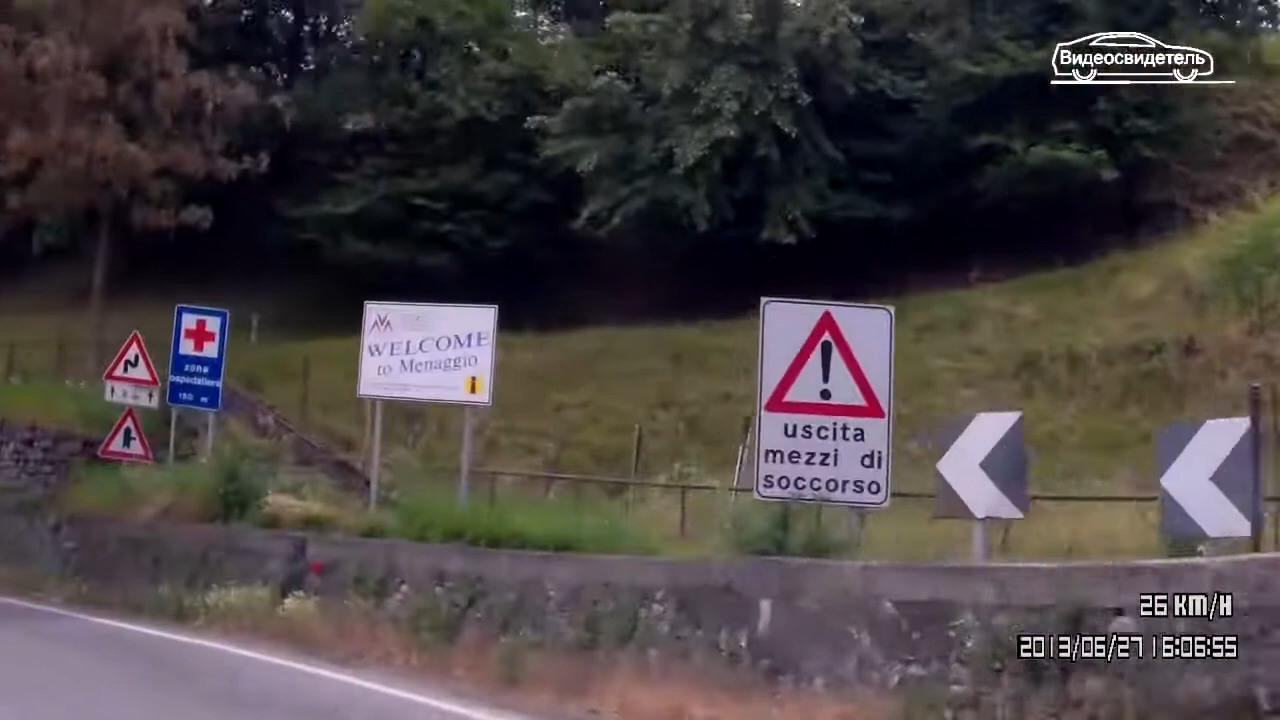 Видеосвидетель
zona
ospedaliera
150 m
WELCOME
to Menaggio
i
uscita
mezzi di
soccorso
26 KM/H
2013/06/27 16:06:55